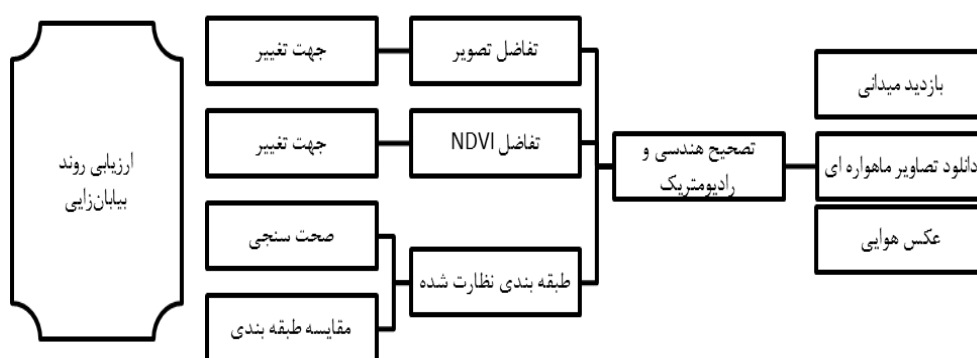 بازدید میدانی
دانلود تصاویر ماهواره ای
عکس هوایی
تصحیح هندسی و
رادیومتریک
تفاضل تصویر
جهت تغییر
تفاضل NDVI
جهت تغییر
طبقه بندی نظارت شده
صحت سنجی
مقایسه طبقه بندی
ارزیابی روند
بیابان‌زایی